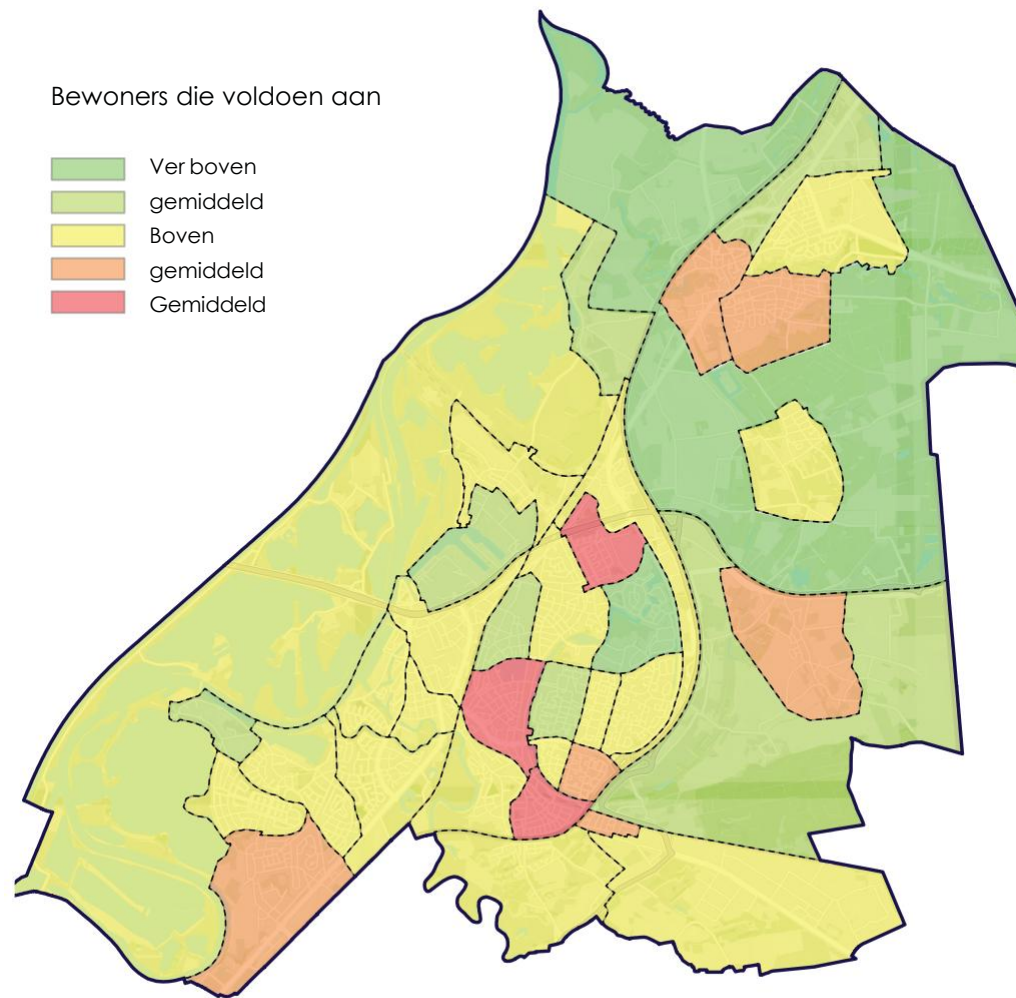 Bewoners die voldoen aan
Ver boven
gemiddeld
Boven
gemiddeld
Gemiddeld